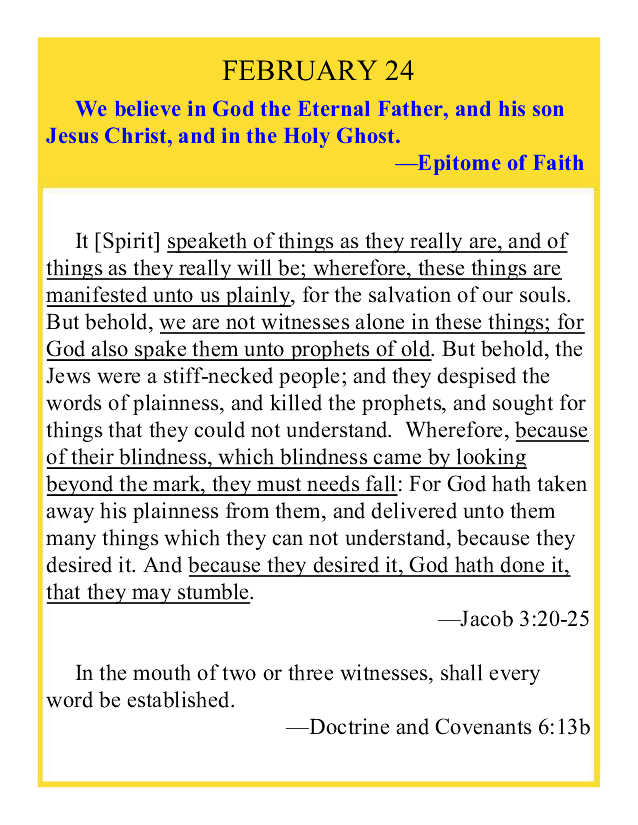 FEBRUARY 24
We believe in God the Eternal Father, and his son
Jesus Christ, and in the Holy Ghost.
—Epitome of Faith
It [Spirit] speaketh of things as they really are, and of
things as they really will be; wherefore, these things are
manifested unto us plainly, for the salvation of our souls.
But behold, we are not witnesses alone in these things; for
God also spake them unto prophets of old. But behold, the
Jews were a stiff-necked people; and they despised the
words of plainness, and killed the prophets, and sought for
things that they could not understand.  Wherefore, because
of their blindness, which blindness came by looking
beyond the mark, they must needs fall: For God hath taken
away his plainness from them, and delivered unto them
many things which they can not understand, because they
desired it. And because they desired it, God hath done it,
that they may stumble.
—Jacob 3:20-25
In the mouth of two or three witnesses, shall every
word be established.
—Doctrine and Covenants 6:13b